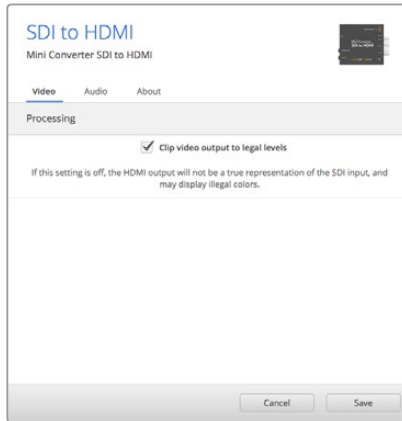 SDI to HDMI
Mini Converter SDI to HDMI
Video Audio About
Processing
Clip video output to legal levels
If this setting is off, the HDMI output will not be a true representation of the SDI input, and
may display illegal colors.
Cancel Save